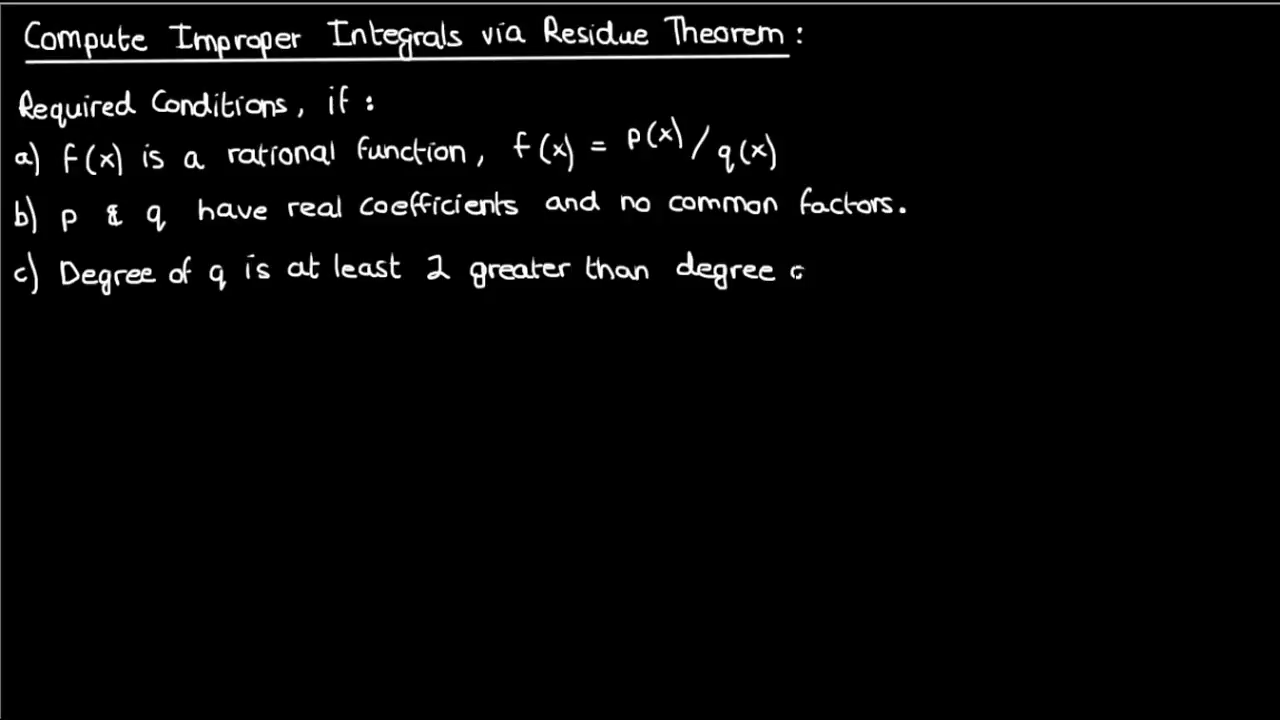 Compute Improper Integrals via Residue Theorem :
Required Conditions, if :
a) f(x) is a rational function, f(x) = p(x)/q(x)
b) p & q have real coefficients and no common factors.
c) Degree of q is at least 2 greater than degree